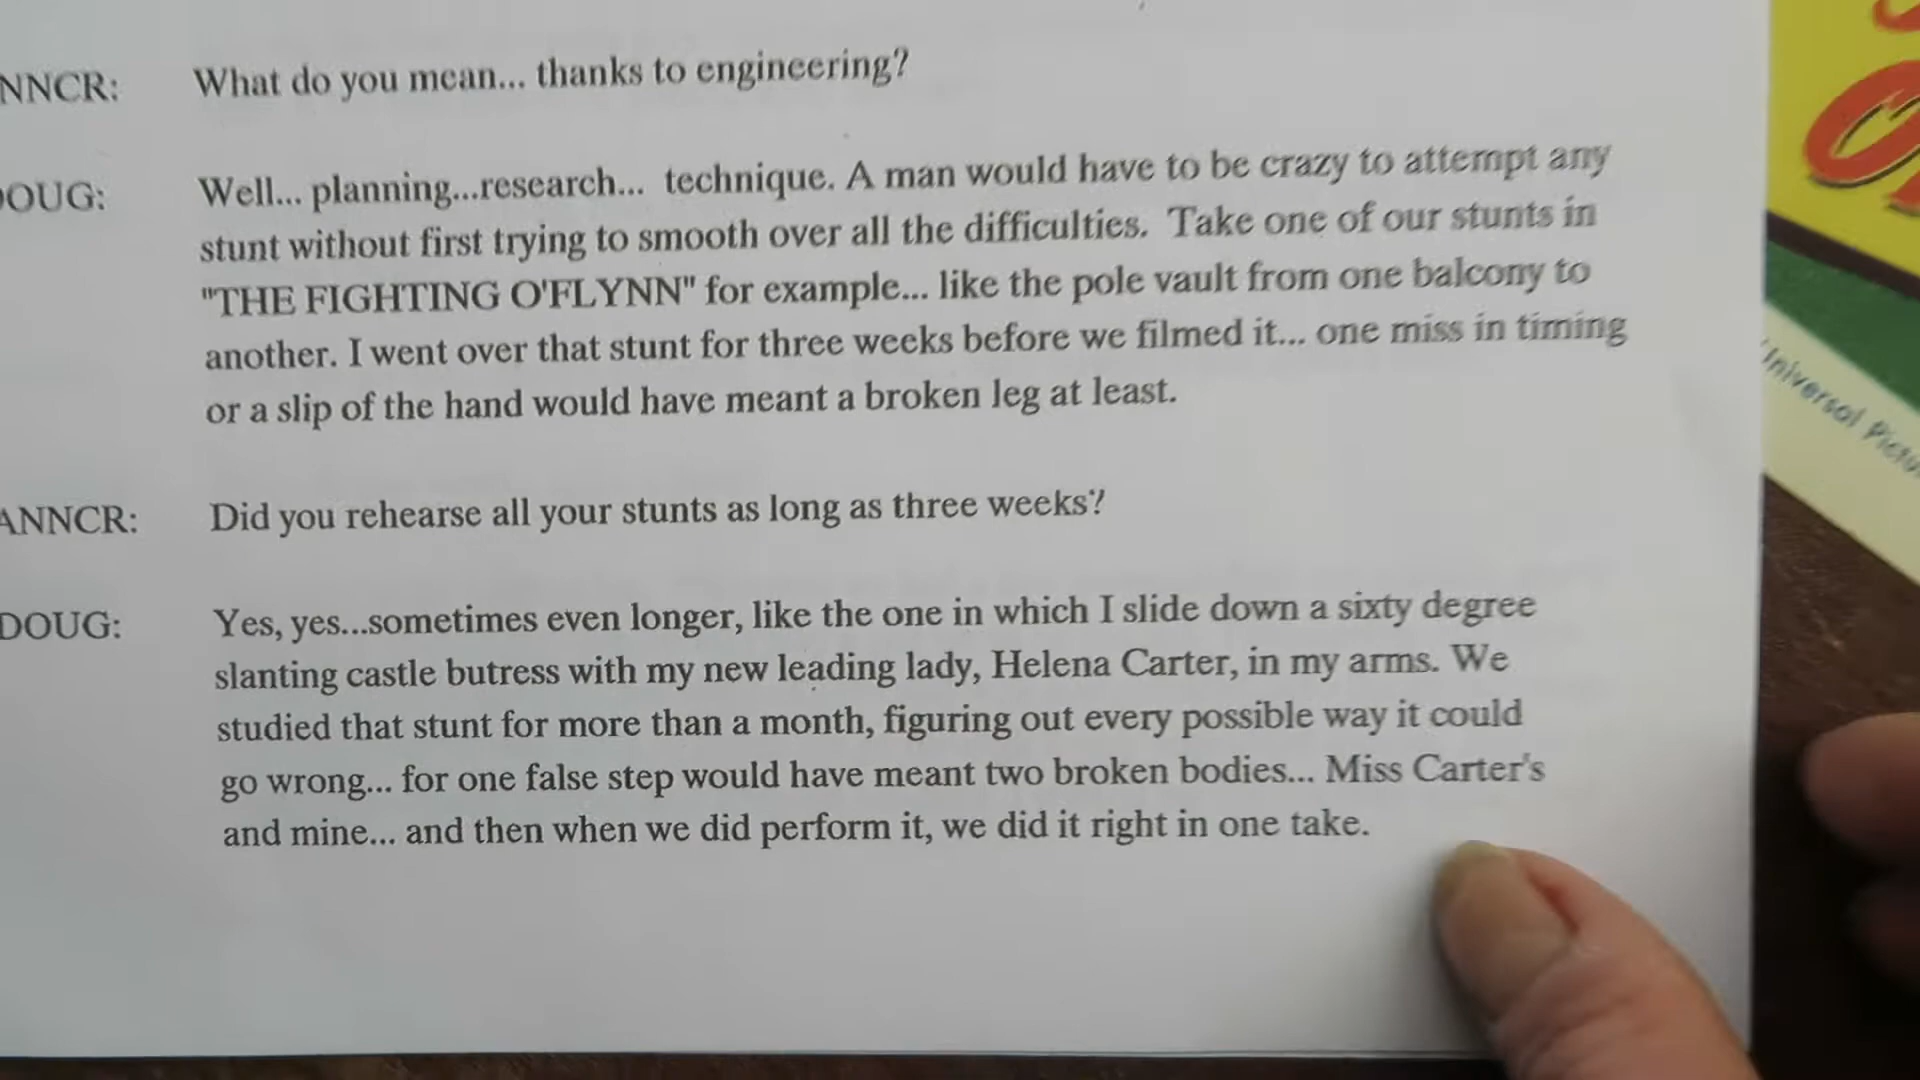 NNCR: What do you mean... thanks to engineering?
OUG: Well... planning...research... technique. A man would have to be crazy to attempt any
stunt without first trying to smooth over all the difficulties. Take one of our stunts in
"THE FIGHTING O'FLYNN" for example... like the pole vault from one balcony to
another. I went over that stunt for three weeks before we filmed it... one miss in timing
or a slip of the hand would have meant a broken leg at least.
ANNCR: Did you rehearse all your stunts as long as three weeks?
DOUG: Yes, yes...sometimes even longer, like the one in which I slide down a sixty degree
slanting castle butress with my new leading lady, Helena Carter, in my arms. We
studied that stunt for more than a month, figuring out every possible way it could
go wrong... for one false step would have meant two broken bodies... Miss Carter's
and mine... and then when we did perform it, we did it right in one take.
Universal Pictu